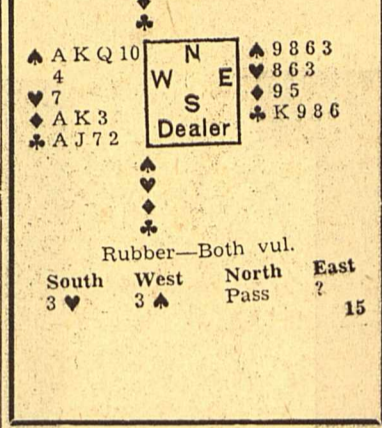 ♦
♣
♠ A K Q 10
4
♥ 7
♦ A K 3
♣ A J 7 2
N
W E
S
Dealer
♠ 9 8 6 3
♥ 8 6 3
♦ 9 5
♣ K 9 8 6
♠
♥
♦
♣
Rubber—Both vul.
South West North East
3 ♥ 3 ♠ Pass ?
15